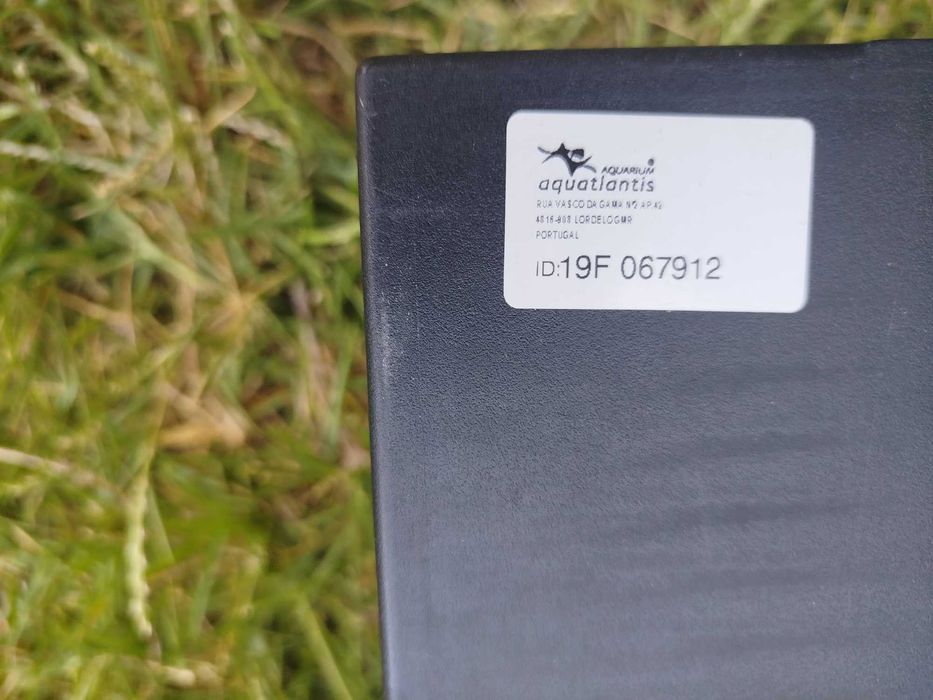 AQUARIUM
aquatlantis
RUA VASCO DA GAMA
LORDELO GMR
PORTUGAL
ID:19F 067912